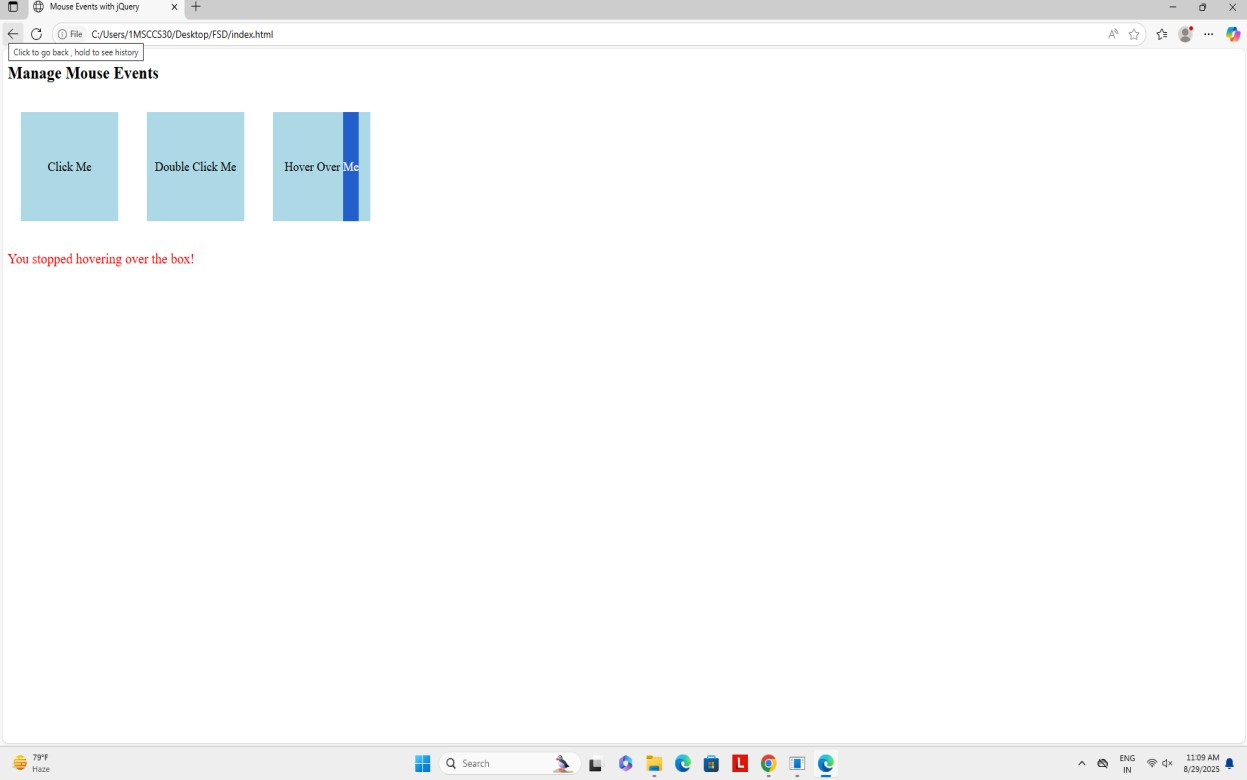 Mouse Events with jQuery
File C:/Users/1MSCCS30/Desktop/FSD/index.html
Click to go back, hold to see history
Manage Mouse Events
Click Me Double Click Me Hover Over Me
You stopped hovering over the box!
79°F
Haze
Search
L
ENG
IN
11:09 AM
8/29/2025